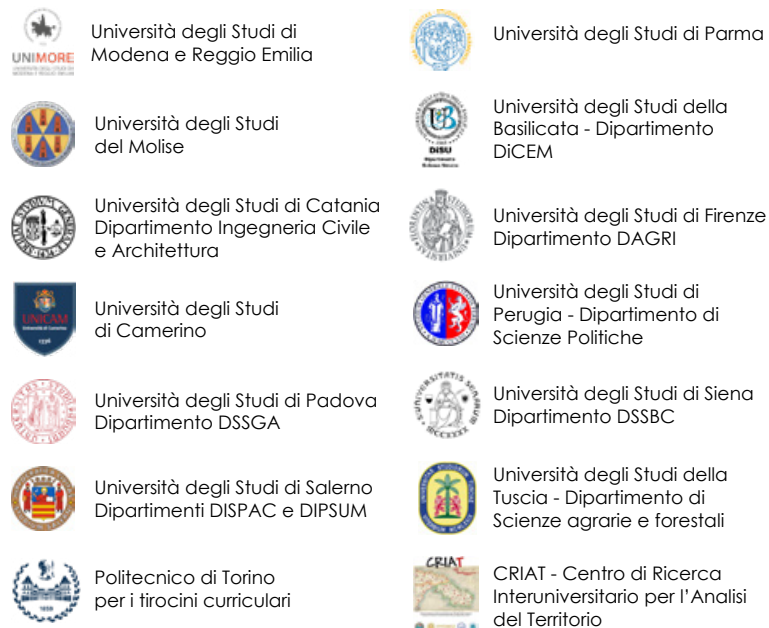 Università degli Studi di
Modena e Reggio Emilia
UNIMORE
Università degli Studi
del Molise
Università degli Studi di Catania
Dipartimento Ingegneria Civile
e Architettura
UNICAM
Università di Camerino
1336
Università degli Studi
di Camerino
Università degli Studi di Padova
Dipartimento DSSGA
Università degli Studi di Salerno
Dipartimenti DISPAC e DIPSUM
1859
Politecnico di Torino
per i tirocini curriculari
Università degli Studi di Parma
DiSU
Università degli Studi della
Basilicata - Dipartimento
DiCEM
Università degli Studi di Firenze
Dipartimento DAGRI
Università degli Studi di
Perugia - Dipartimento di
Scienze Politiche
Università degli Studi di Siena
Dipartimento DSSBC
Università degli Studi della
Tuscia - Dipartimento di
Scienze agrarie e forestali
CRIAT
CRIAT - Centro di Ricerca
Interuniversitario per l'Analisi
del Territorio